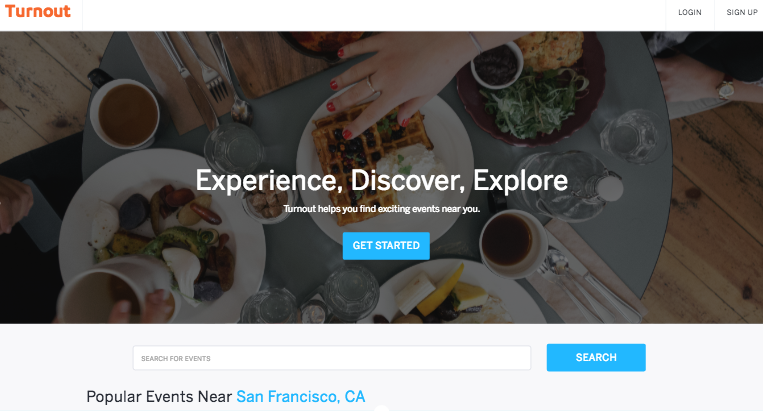 Turnout
LOGIN
SIGN UP
Experience, Discover, Explore
Turnout helps you find exciting events near you.
GET STARTED
SEARCH FOR EVENTS
SEARCH
Popular Events Near San Francisco, CA